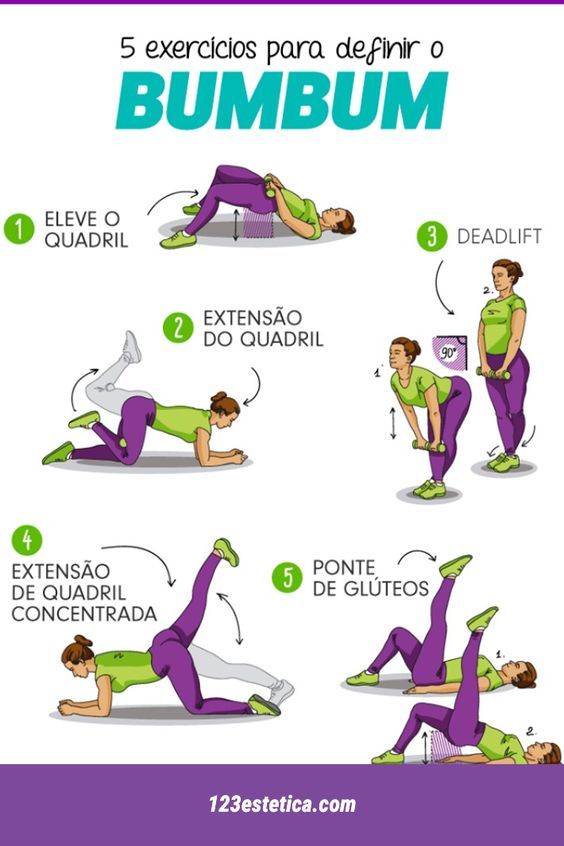 5 exercícios para definir o
BUMBUM
1 ELEVE O
QUADRIL
2 EXTENSÃO
DO QUADRIL
3 DEADLIFT
1.
2.
90°
4
EXTENSÃO
DE QUADRIL
CONCENTRADA
5 PONTE
DE GLÚTEOS
1.
2.
123estetica.com